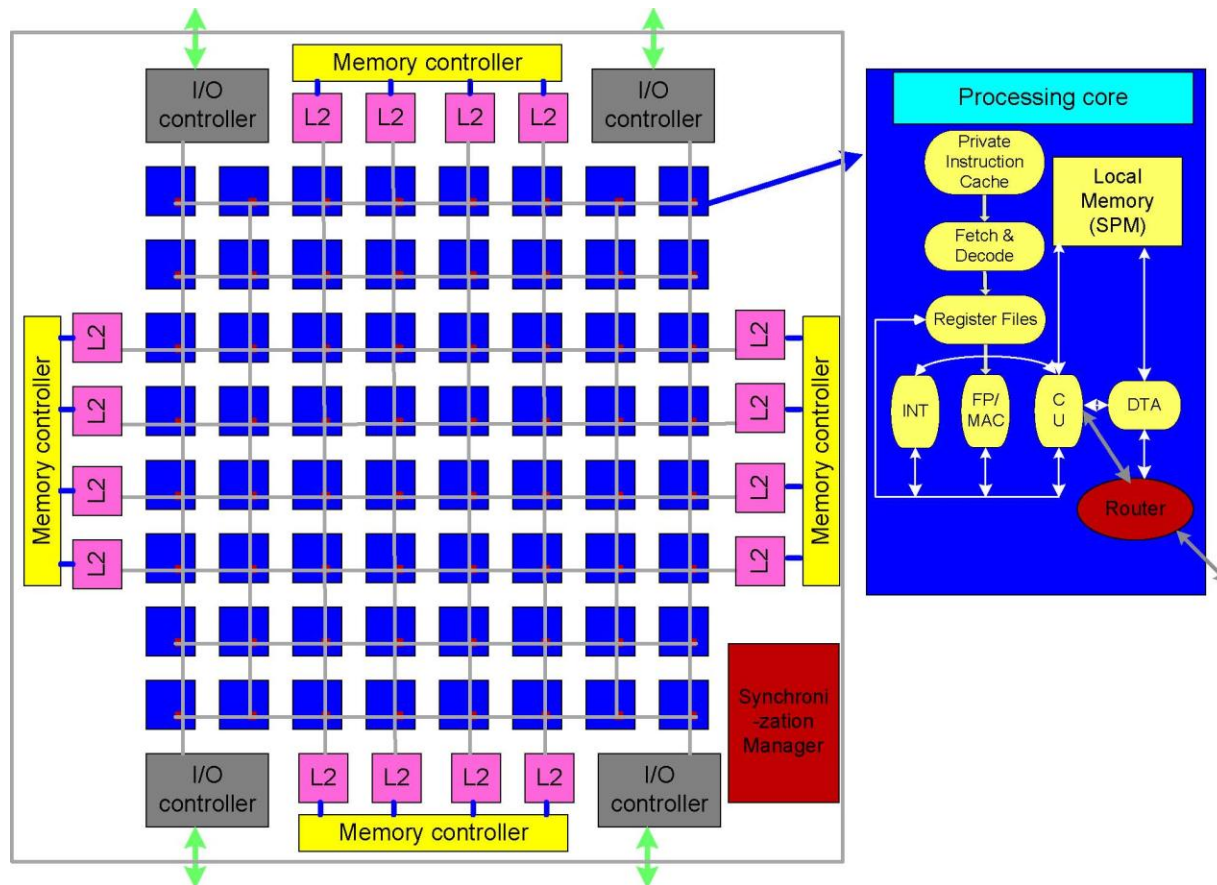 Memory controller
I/O
controller
I/O
controller
L2
L2
L2
L2
Processing core
Private
Instruction
Cache
Local
Memory
(SPM)
Fetch &
Decode
Register Files
INT
FP/
MAC
C
U
DTA
Router
Memory controller
L2
L2
L2
L2
L2
L2
L2
L2
Memory controller
Synchroni
-zation
Manager
I/O
controller
L2
L2
L2
L2
I/O
controller
Memory controller